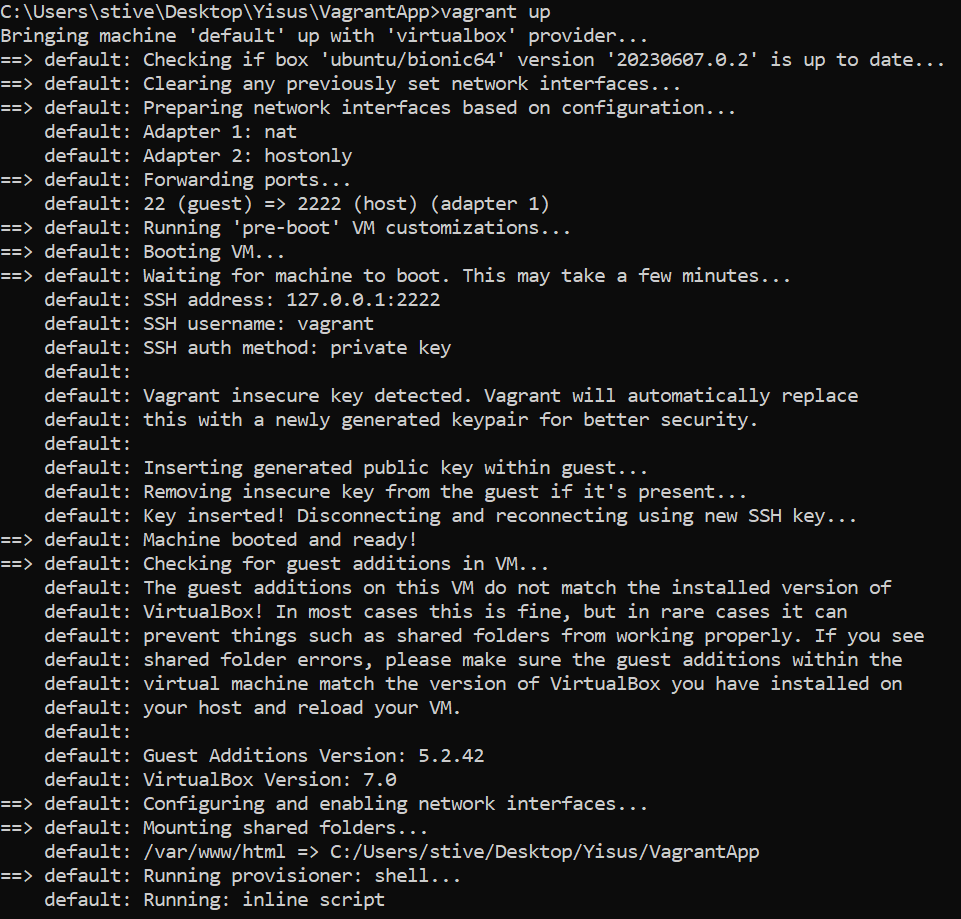 C:\Users\stive\Desktop\Yisus\VagrantApp>vagrant up
Bringing machine 'default' up with 'virtualbox' provider...
==> default: Checking if box 'ubuntu/bionic64' version '20230607.0.2' is up to date...
==> default: Clearing any previously set network interfaces...
==> default: Preparing network interfaces based on configuration...
    default: Adapter 1: nat
    default: Adapter 2: hostonly
==> default: Forwarding ports...
    default: 22 (guest) => 2222 (host) (adapter 1)
==> default: Running 'pre-boot' VM customizations...
==> default: Booting VM...
==> default: Waiting for machine to boot. This may take a few minutes...
    default: SSH address: 127.0.0.1:2222
    default: SSH username: vagrant
    default: SSH auth method: private key
    default:
    default: Vagrant insecure key detected. Vagrant will automatically replace
    default: this with a newly generated keypair for better security.
    default:
    default: Inserting generated public key within guest...
    default: Removing insecure key from the guest if it's present...
    default: Key inserted! Disconnecting and reconnecting using new SSH key...
==> default: Machine booted and ready!
==> default: Checking for guest additions in VM...
    default: The guest additions on this VM do not match the installed version of
    default: VirtualBox! In most cases this is fine, but in rare cases it can
    default: prevent things such as shared folders from working properly. If you see
    default: shared folder errors, please make sure the guest additions within the
    default: virtual machine match the version of VirtualBox you have installed on
    default: your host and reload your VM.
    default:
    default: Guest Additions Version: 5.2.42
    default: VirtualBox Version: 7.0
==> default: Configuring and enabling network interfaces...
==> default: Mounting shared folders...
    default: /var/www/html => C:/Users/stive/Desktop/Yisus/VagrantApp
==> default: Running provisioner: shell...
    default: Running: inline script